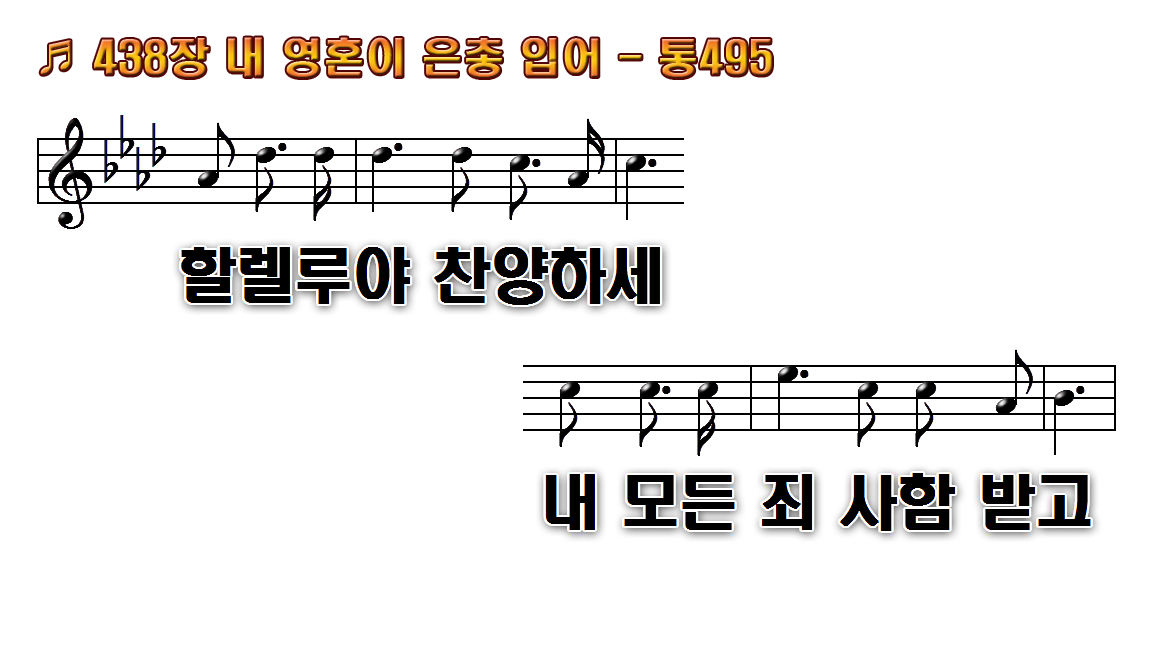 ♬ 438장 내 영혼이 은총 입어 - 통495
할렐루야 찬양하세
내 모든 죄 사함 받고